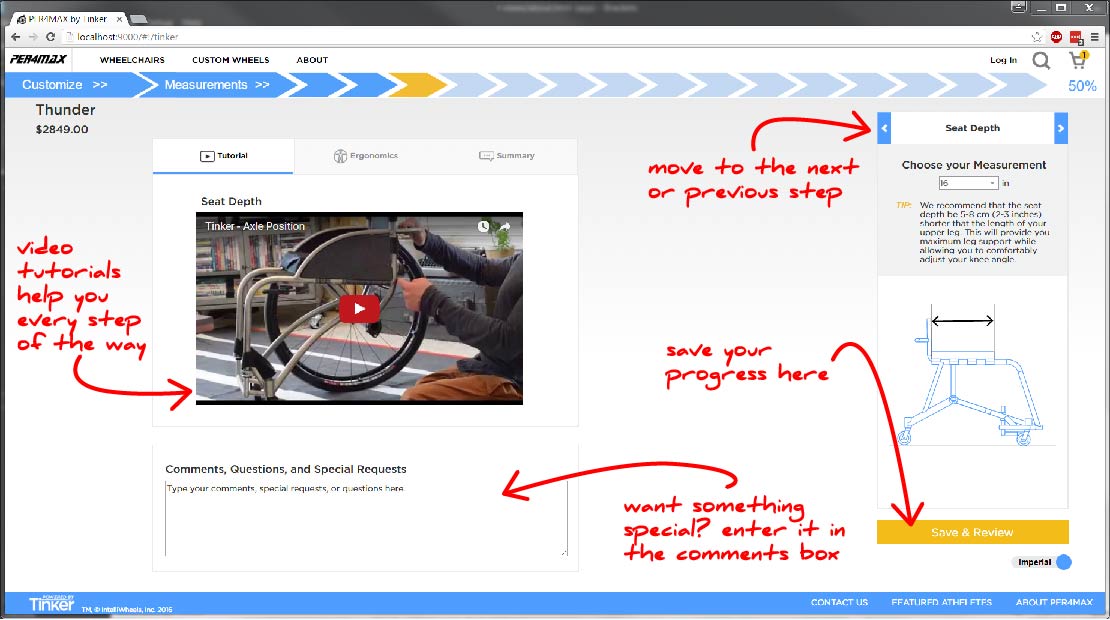 PER4MAX by Tinker
localhost:9000/#!/tinker
PER4MAX
WHEELCHAIRS
CUSTOM WHEELS
ABOUT
Log In
1
Customize >>
Measurements >>
50%
Thunder
$2849.00
Tutorial
Ergonomics
Summary
Seat Depth
Tinker - Axle Position
video
tutorials
help you
every step
of the way
move to the next
or previous step
Seat Depth
Choose your Measurement
16 in
TIP: We recommend that the seat
depth be 5-8 cm (2-3 inches)
shorter that the length of your
upper leg. This will provide you
maximum leg support while
allowing you to comfortably
adjust your knee angle.
save your
progress here
Comments, Questions, and Special Requests
Type your comments, special requests, or questions here.
want something
special? enter it in
the comments box
Save & Review
Imperial
POWERED BY
Tinker TM, © IntelliWheels, Inc. 2016
CONTACT US
FEATURED ATHELETES
ABOUT PER4MAX